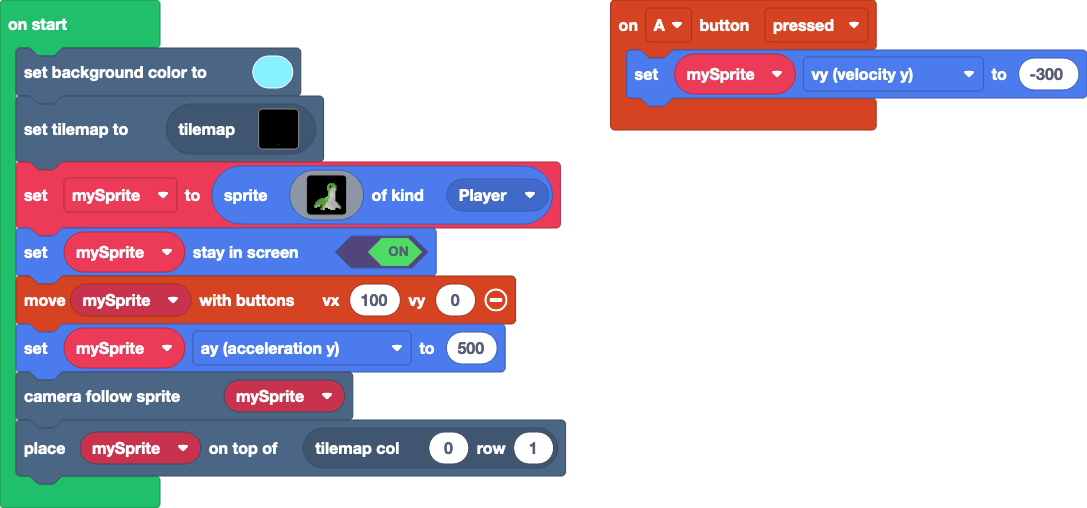 on start
set background color to
set tilemap to tilemap
set mySprite to sprite of kind Player
set mySprite stay in screen ON
move mySprite with buttons vx 100 vy 0
set mySprite ay (acceleration y) to 500
camera follow sprite mySprite
place mySprite on top of tilemap col 0 row 1
on A button pressed
set mySprite vy (velocity y) to -300